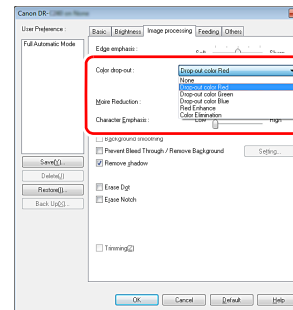 Canon DR-
User Preference :
Full Automatic Mode
Save(Y)...
Delete(J)
Restore(I)...
Back Up(X)...
Basic Brightness Image processing Feeding Others
Edge emphasis:
Soft Sharp
Color drop-out : Drop-out color Red
None
Drop-out color Red
Drop-out color Green
Drop-out color Blue
Red Enhance
Color Elimination
Moire Reduction :
Character Emphasis: Low High
Background smoothing
Prevent Bleed Through / Remove Background Setting...
Remove shadow
Erase Dot
Erase Notch
Trimming(Z)
OK Cancel Default Help